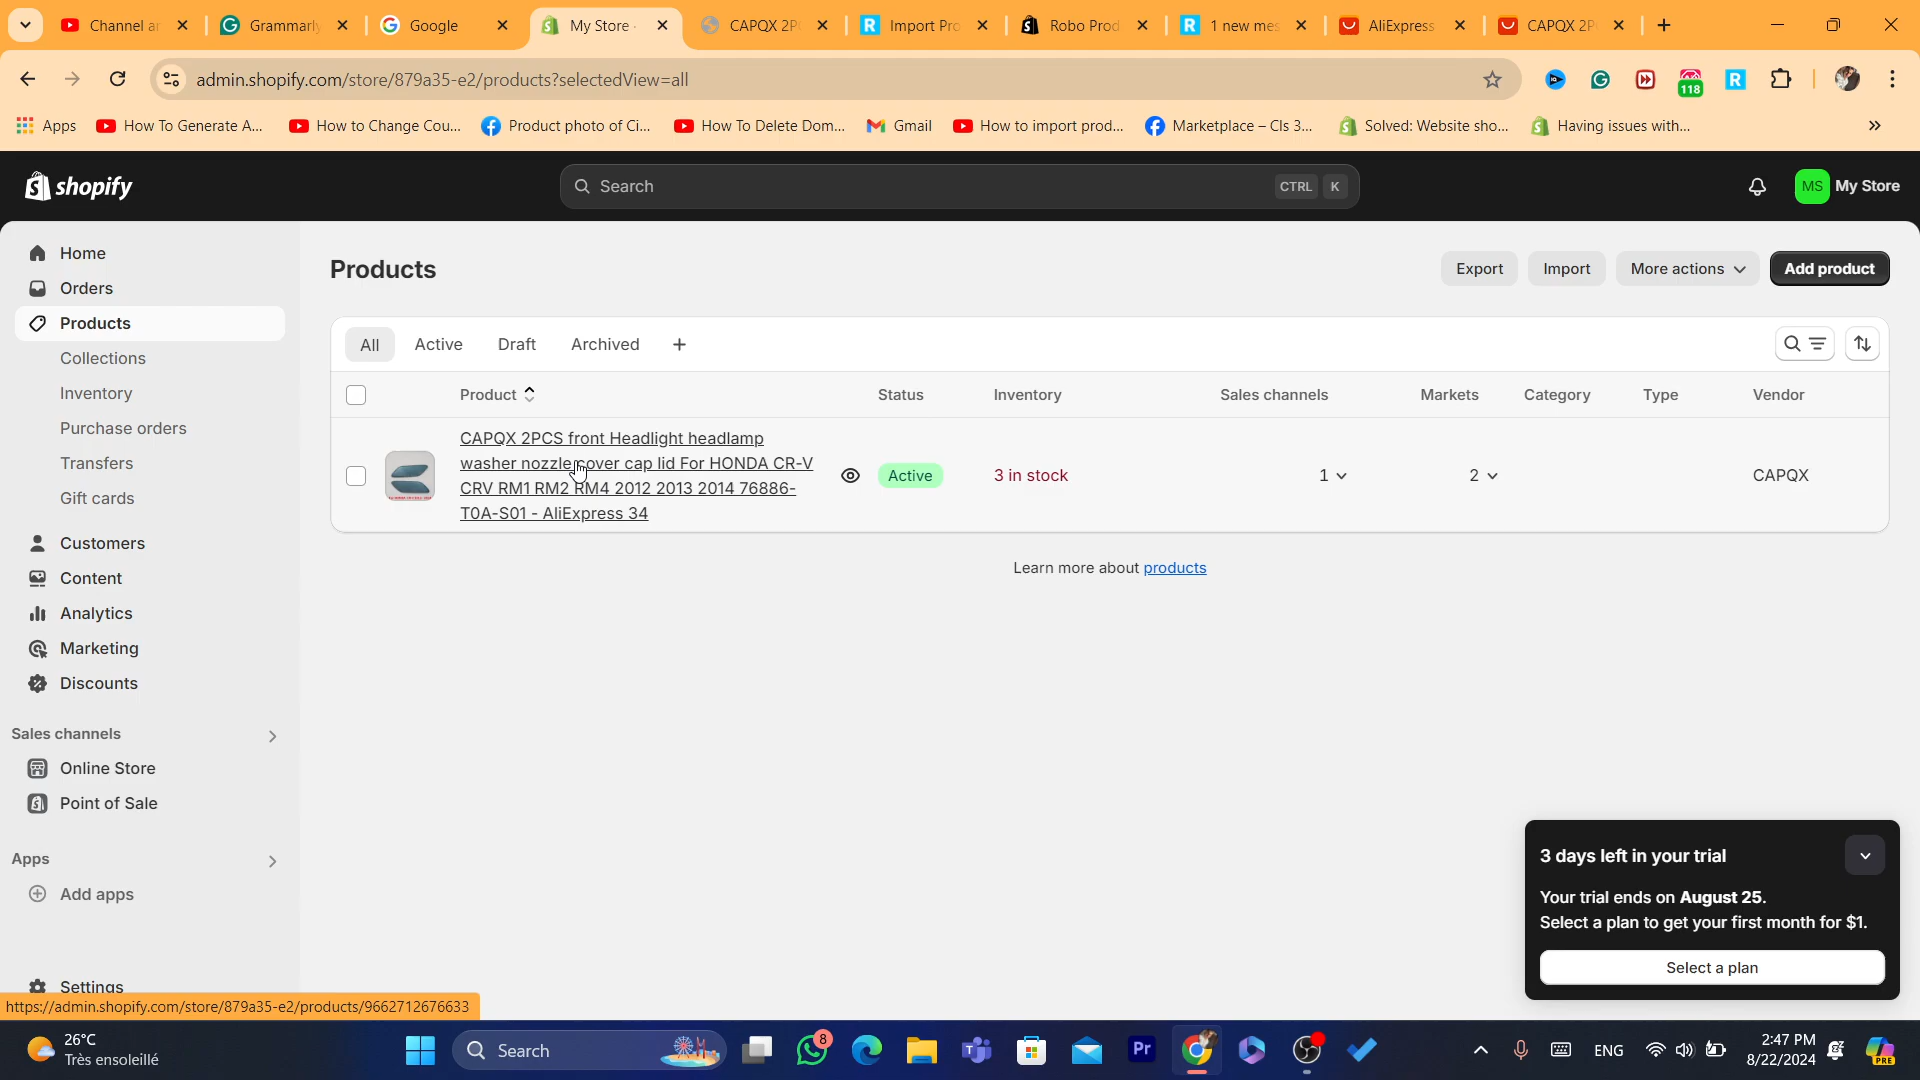 Channel ar
Grammarly
Google
My Store ·
CAPQX 2P
Import Pro
Robo Prod
1 new mes
AliExpress
CAPQX 2P
admin.shopify.com/store/879a35-e2/products?selectedView=all
118
Apps
How To Generate A...
How to Change Cou...
Product photo of Ci...
How To Delete Dom...
Gmail
How to import prod...
Marketplace – Cls 3...
Solved: Website sho...
Having issues with...
shopify
Search
CTRL K
MS My Store
Home
Orders
Products
Collections
Inventory
Purchase orders
Transfers
Gift cards
Customers
Content
Analytics
Marketing
Discounts
Sales channels
Online Store
Point of Sale
Apps
Add apps
Settings
Products
Export
Import
More actions
Add product
All
Active
Draft
Archived
Product
Status
Inventory
Sales channels
Markets
Category
Type
Vendor
CAPQX 2PCS front Headlight headlamp
washer nozzle cover cap lid For HONDA CR-V
CRV RM1 RM2 RM4 2012 2013 2014 76886-
T0A-S01 - AliExpress 34
Active
3 in stock
1
2
CAPQX
Learn more about products
3 days left in your trial
Your trial ends on August 25.
Select a plan to get your first month for $1.
Select a plan
https://admin.shopify.com/store/879a35-e2/products/9662712676633
26°C
Très ensoleillé
Search
8
Pr
ENG
2:47 PM
8/22/2024
PRE